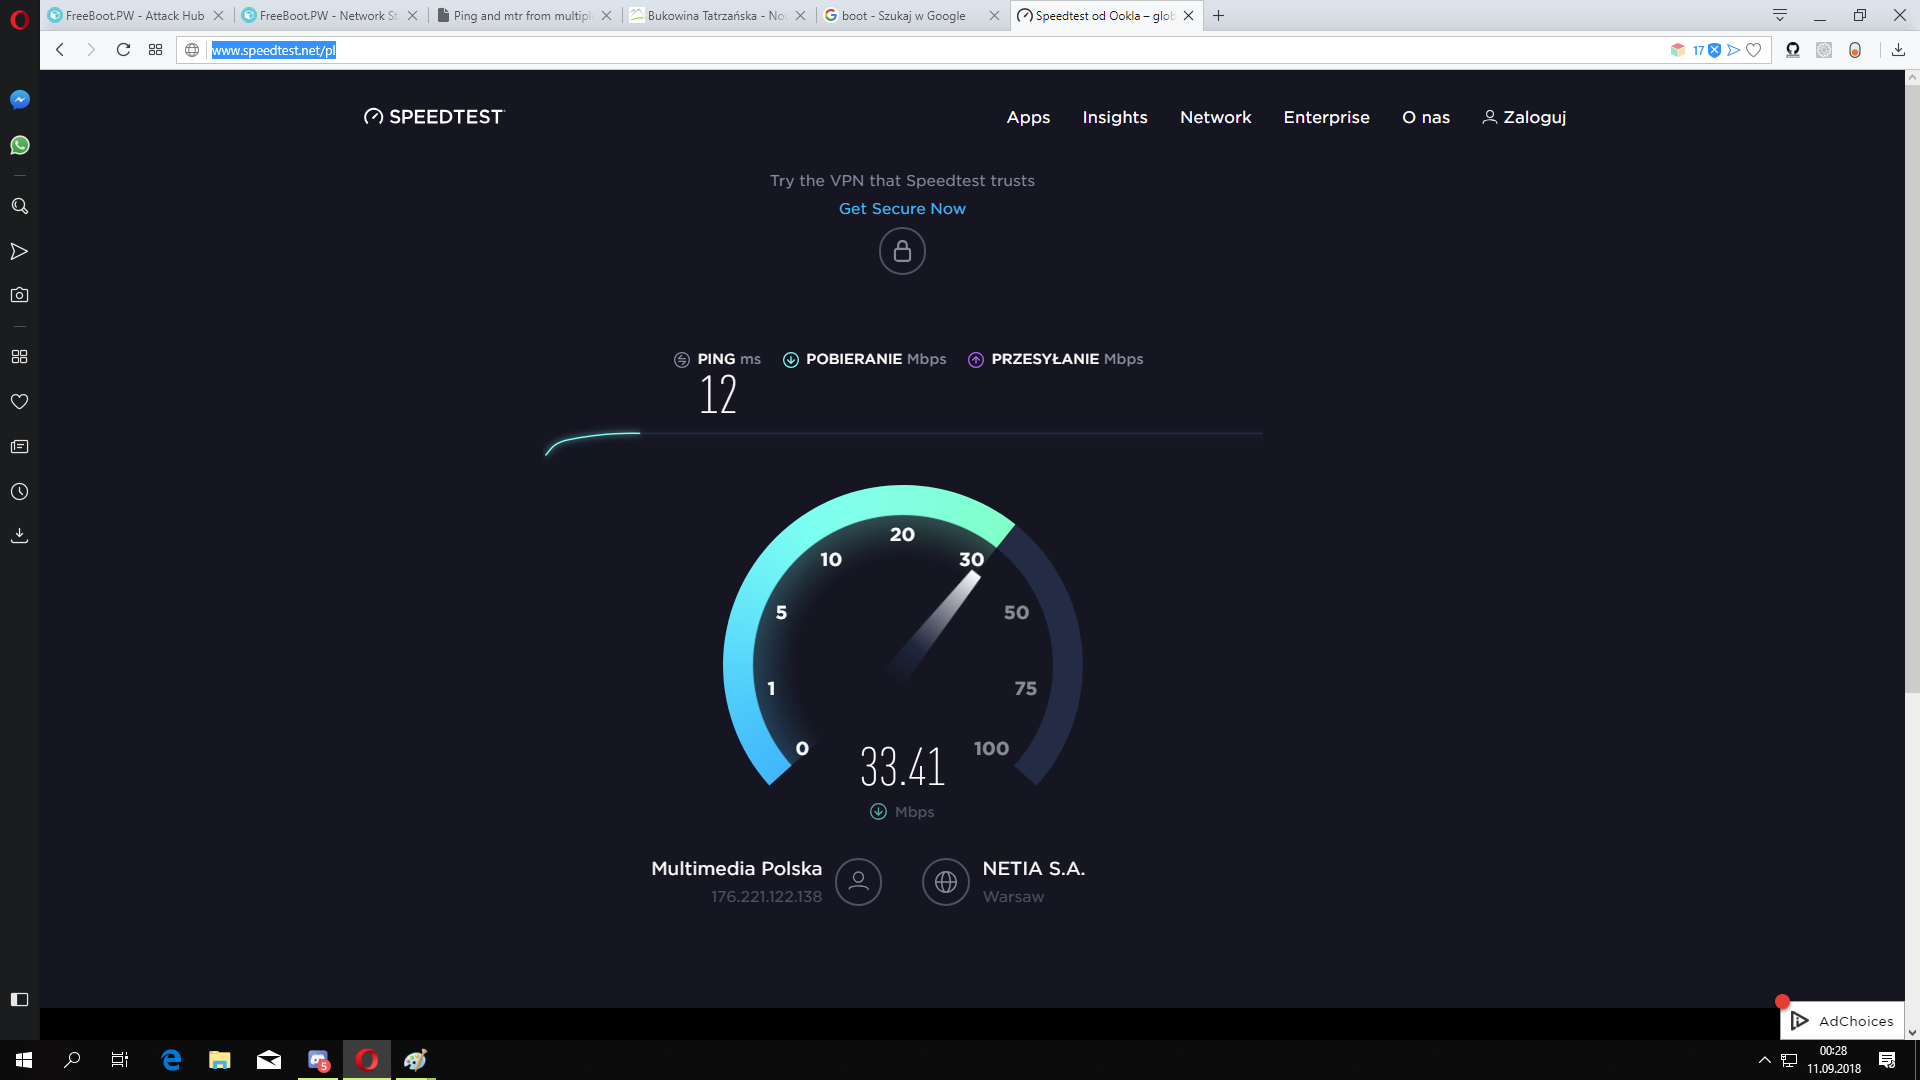 FreeBoot.PW - Attack Hub
FreeBoot.PW - Network St
Ping and mtr from multipl
Bukowina Tatrzańska - No
boot - Szukaj w Google
Speedtest od Ookla – glob
www.speedtest.net/pl
17
SPEEDTEST
Apps
Insights
Network
Enterprise
O nas
Zaloguj
Try the VPN that Speedtest trusts
Get Secure Now
PING ms
POBIERANIE Mbps
PRZESYŁANIE Mbps
12
20
10
30
5
50
1
75
0
100
33.41
Mbps
Multimedia Polska
176.221.122.138
NETIA S.A.
Warsaw
AdChoices
5
00:28
11.09.2018